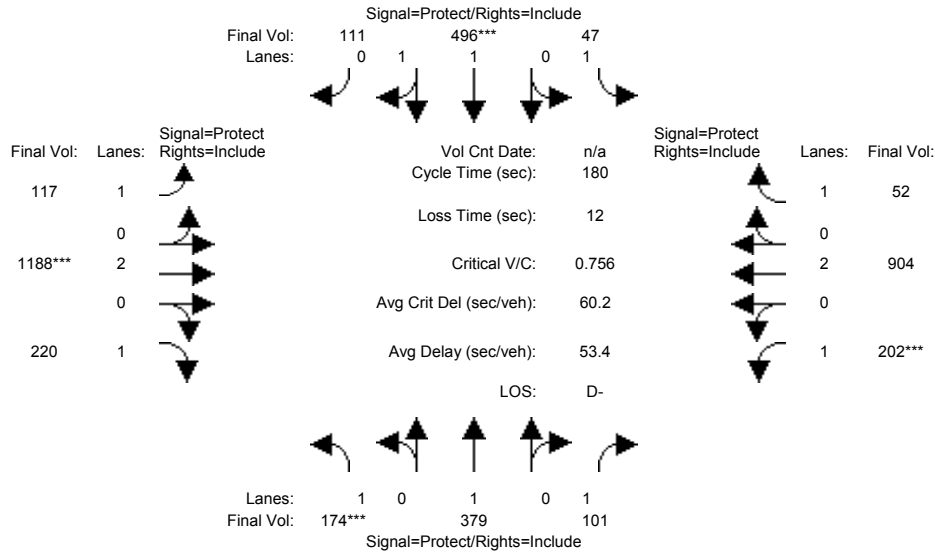 Signal=Protect/Rights=Include
Final Vol: 111 496*** 47
Lanes: 0 1 1 0 1
Signal=Protect
Final Vol: Lanes: Rights=Include
Vol Cnt Date: n/a
Signal=Protect
Rights=Include Lanes: Final Vol:
Cycle Time (sec): 180
117 1
1 52
Loss Time (sec): 12
0
0
1188*** 2
Critical V/C: 0.756
2 904
0
Avg Crit Del (sec/veh): 60.2
0
220 1
Avg Delay (sec/veh): 53.4
1 202***
LOS: D-
Lanes: 1 0 1 0 1
Final Vol: 174*** 379 101
Signal=Protect/Rights=Include